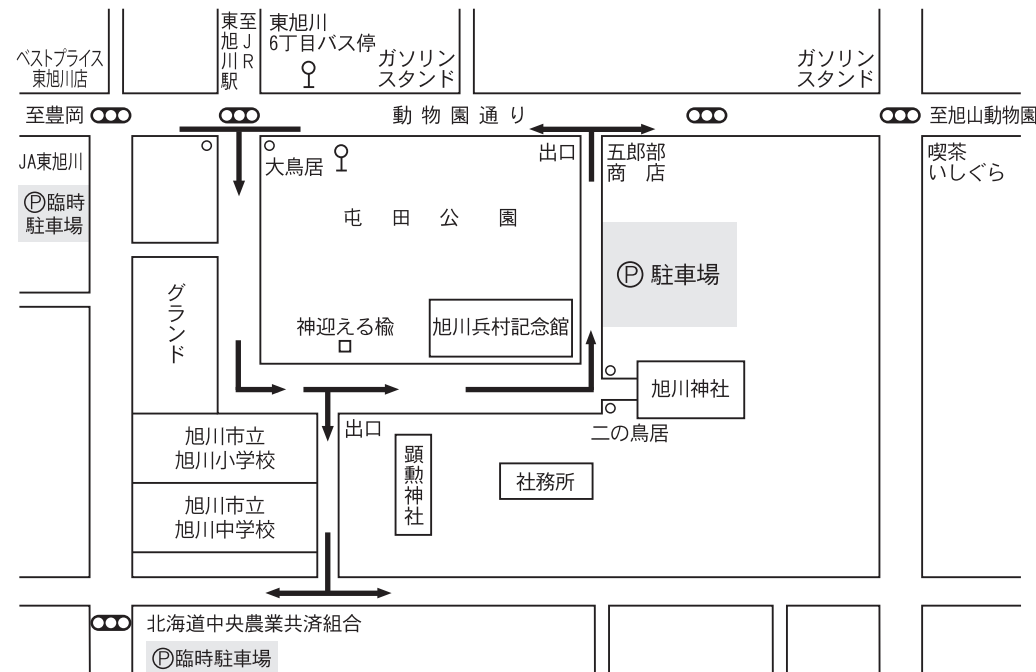 ベストプライス
東旭川店
至JR
東旭川駅
東旭川
6丁目バス停
ガソリン
スタンド
ガソリン
スタンド
至豊岡
動物園通り
至旭山動物園
JA東旭川
Ⓟ臨時
駐車場
大鳥居
出口
五郎部
商 店
喫茶
いしぐら
屯田公園
Ⓟ 駐車場
グランド
神迎える楡
旭川兵村記念館
旭川神社
二の鳥居
出口
旭川市立
旭川小学校
顕勲神社
社務所
旭川市立
旭川中学校
北海道中央農業共済組合
Ⓟ臨時駐車場